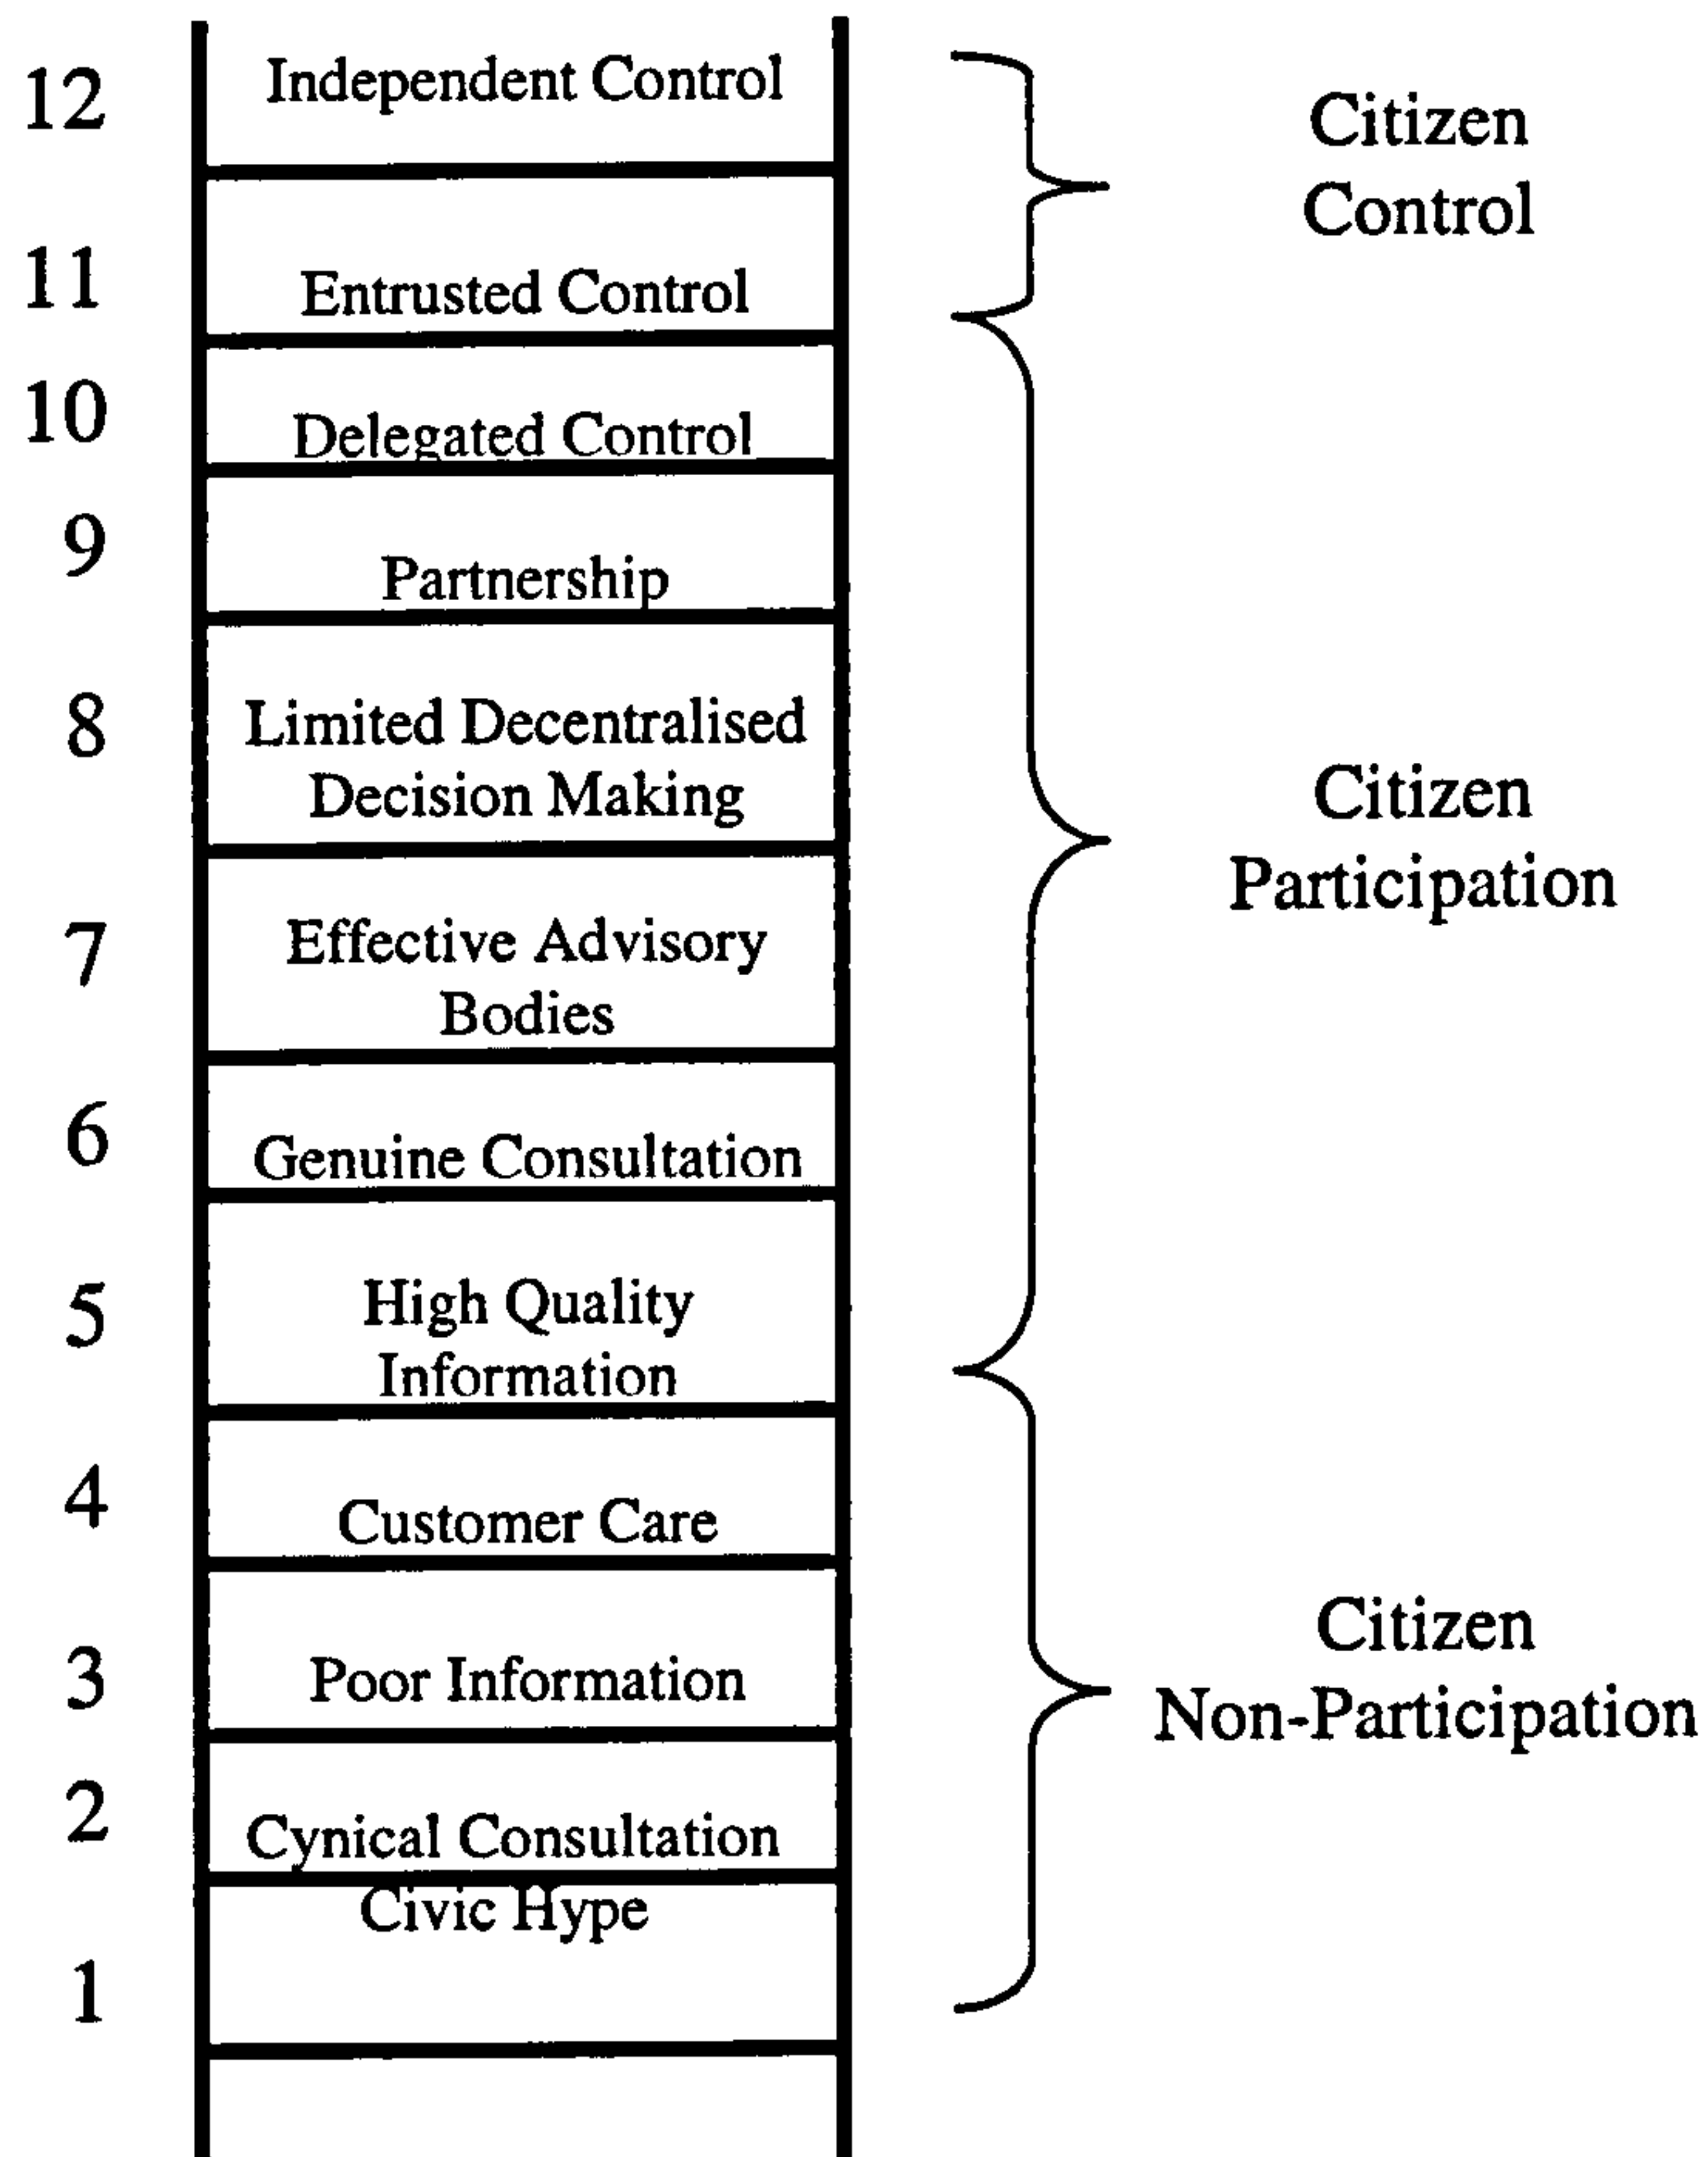 12 Independent Control
11 Entrusted Control
10 Delegated Control
9 Partnership
8 Limited Decentralised
Decision Making
7 Effective Advisory
Bodies
6 Genuine Consultation
5 High Quality
Information
4 Customer Care
3 Poor Information
2 Cynical Consultation
Civic Hype
1
Citizen
Control
Citizen
Participation
Citizen
Non-Participation